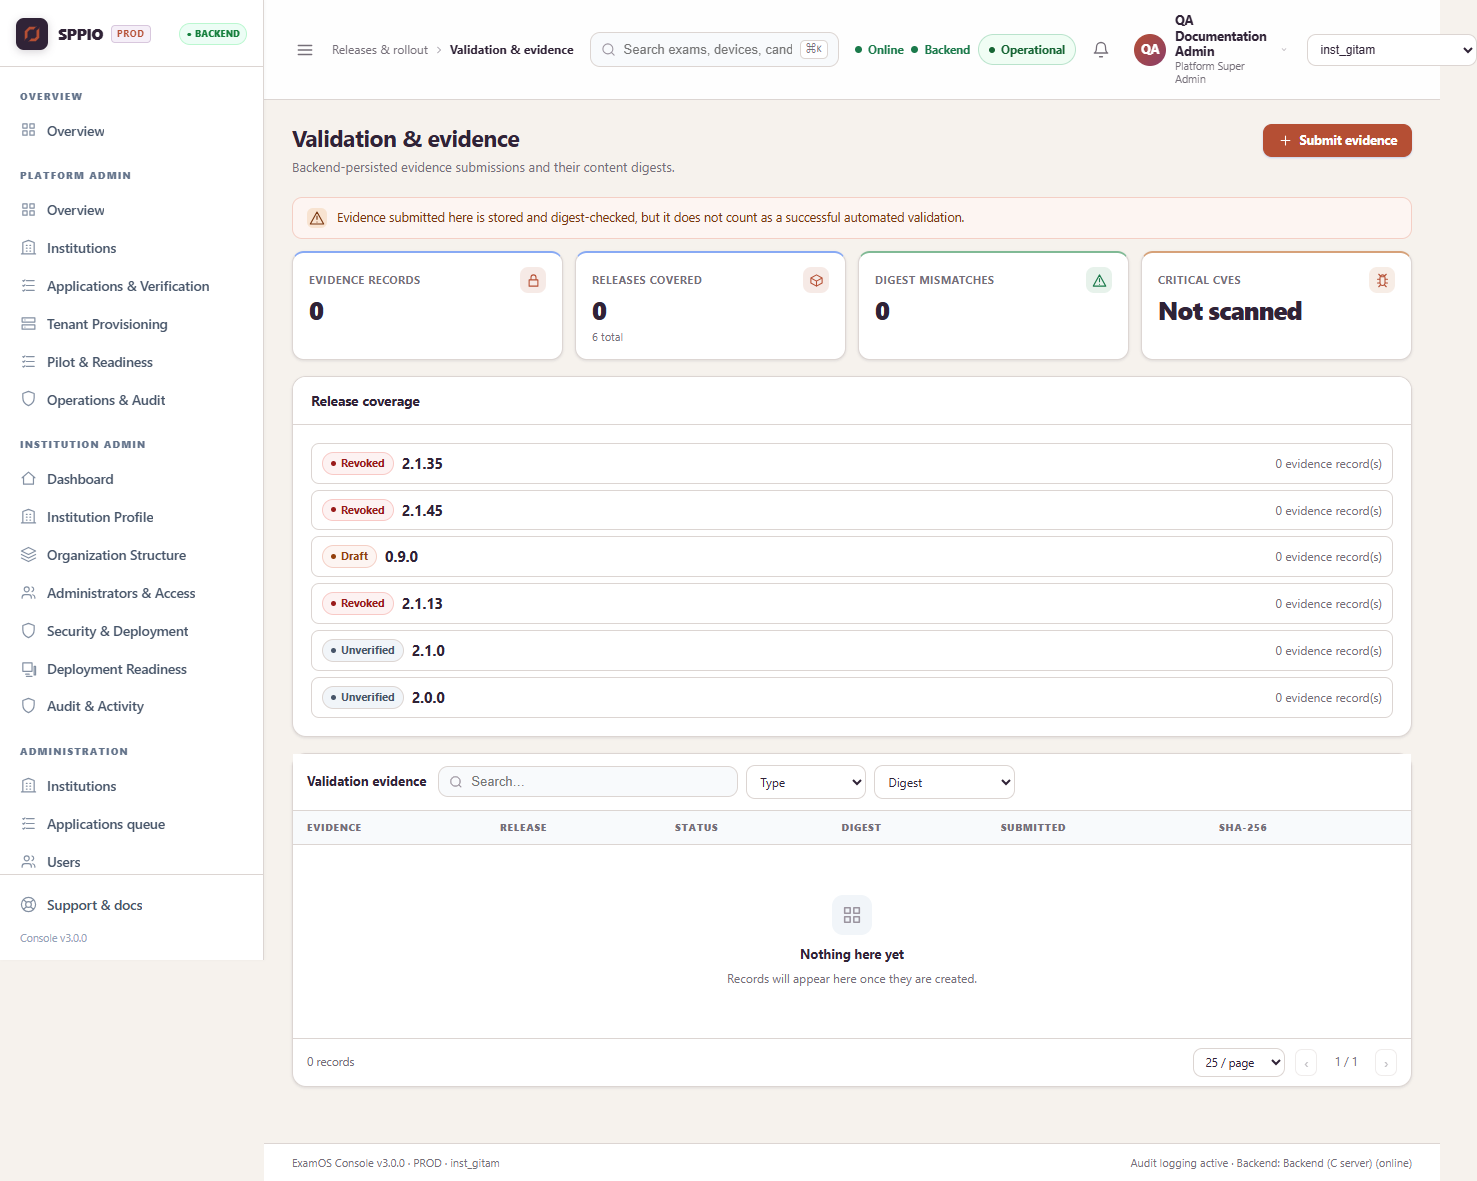 SPPIO PROD BACKEND
OVERVIEW
Overview
PLATFORM ADMIN
Overview
Institutions
Applications & Verification
Tenant Provisioning
Pilot & Readiness
Operations & Audit
INSTITUTION ADMIN
Dashboard
Institution Profile
Organization Structure
Administrators & Access
Security & Deployment
Deployment Readiness
Audit & Activity
ADMINISTRATION
Institutions
Applications queue
Users
Support & docs
Console v3.0.0
Releases & rollout › Validation & evidence
Search exams, devices, cand ⌘K
Online Backend Operational
QA
QA
Documentation
Admin
Platform Super
Admin
inst_gitam
Validation & evidence
Backend-persisted evidence submissions and their content digests.
+ Submit evidence
Evidence submitted here is stored and digest-checked, but it does not count as a successful automated validation.
EVIDENCE RECORDS
0
RELEASES COVERED
0
6 total
DIGEST MISMATCHES
0
CRITICAL CVES
Not scanned
Release coverage
Revoked 2.1.35 0 evidence record(s)
Revoked 2.1.45 0 evidence record(s)
Draft 0.9.0 0 evidence record(s)
Revoked 2.1.13 0 evidence record(s)
Unverified 2.1.0 0 evidence record(s)
Unverified 2.0.0 0 evidence record(s)
Validation evidence Search... Type Digest
EVIDENCE RELEASE STATUS DIGEST SUBMITTED SHA-256
Nothing here yet
Records will appear here once they are created.
0 records 25 / page ‹ 1 / 1 ›
ExamOS Console v3.0.0 · PROD · inst_gitam
Audit logging active · Backend: Backend (C server) (online)